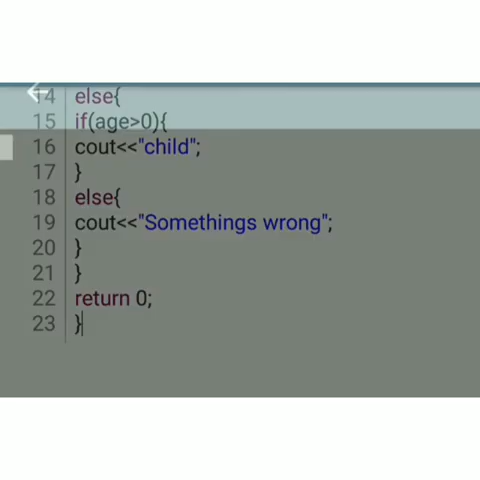 14 else{
15 if(age>0){
16 cout<<"child";
17 }
18 else{
19 cout<<"Somethings wrong";
20 }
21 }
22 return 0;
23 }